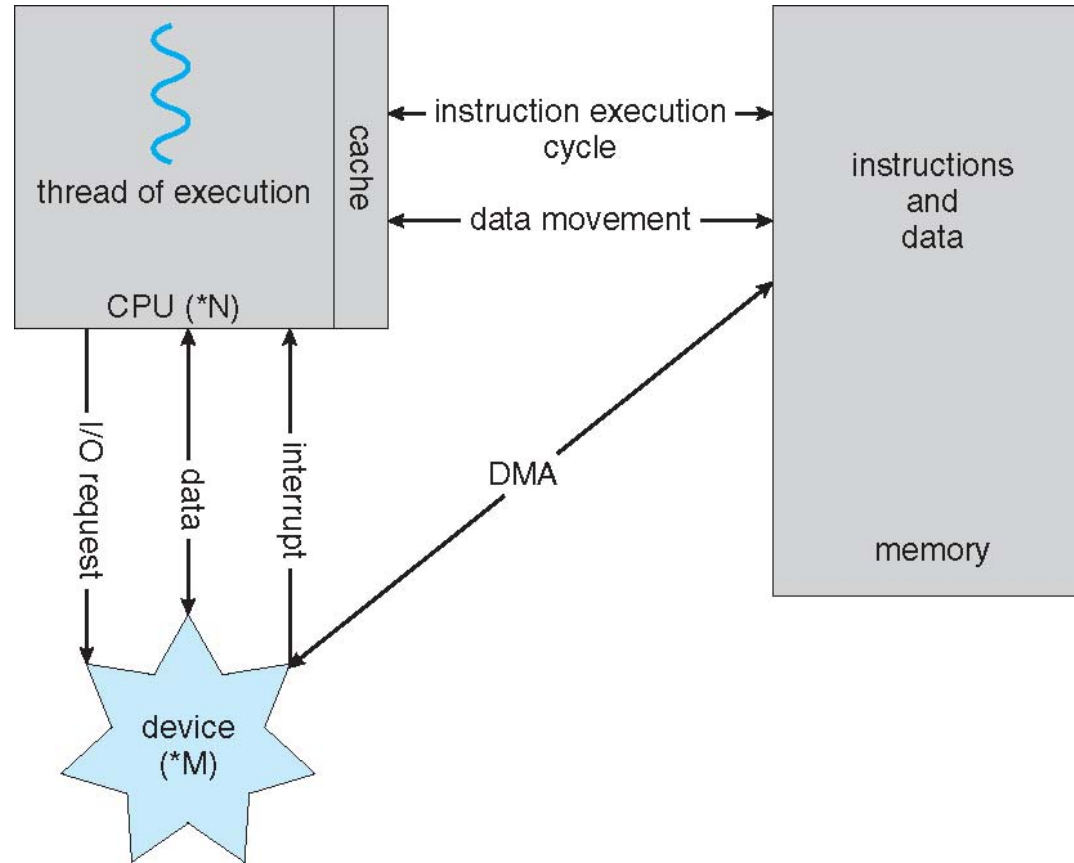 thread of execution
cache
CPU (*N)
instruction execution
cycle
data movement
instructions
and
data
memory
I/O request
data
interrupt
DMA
device
(*M)